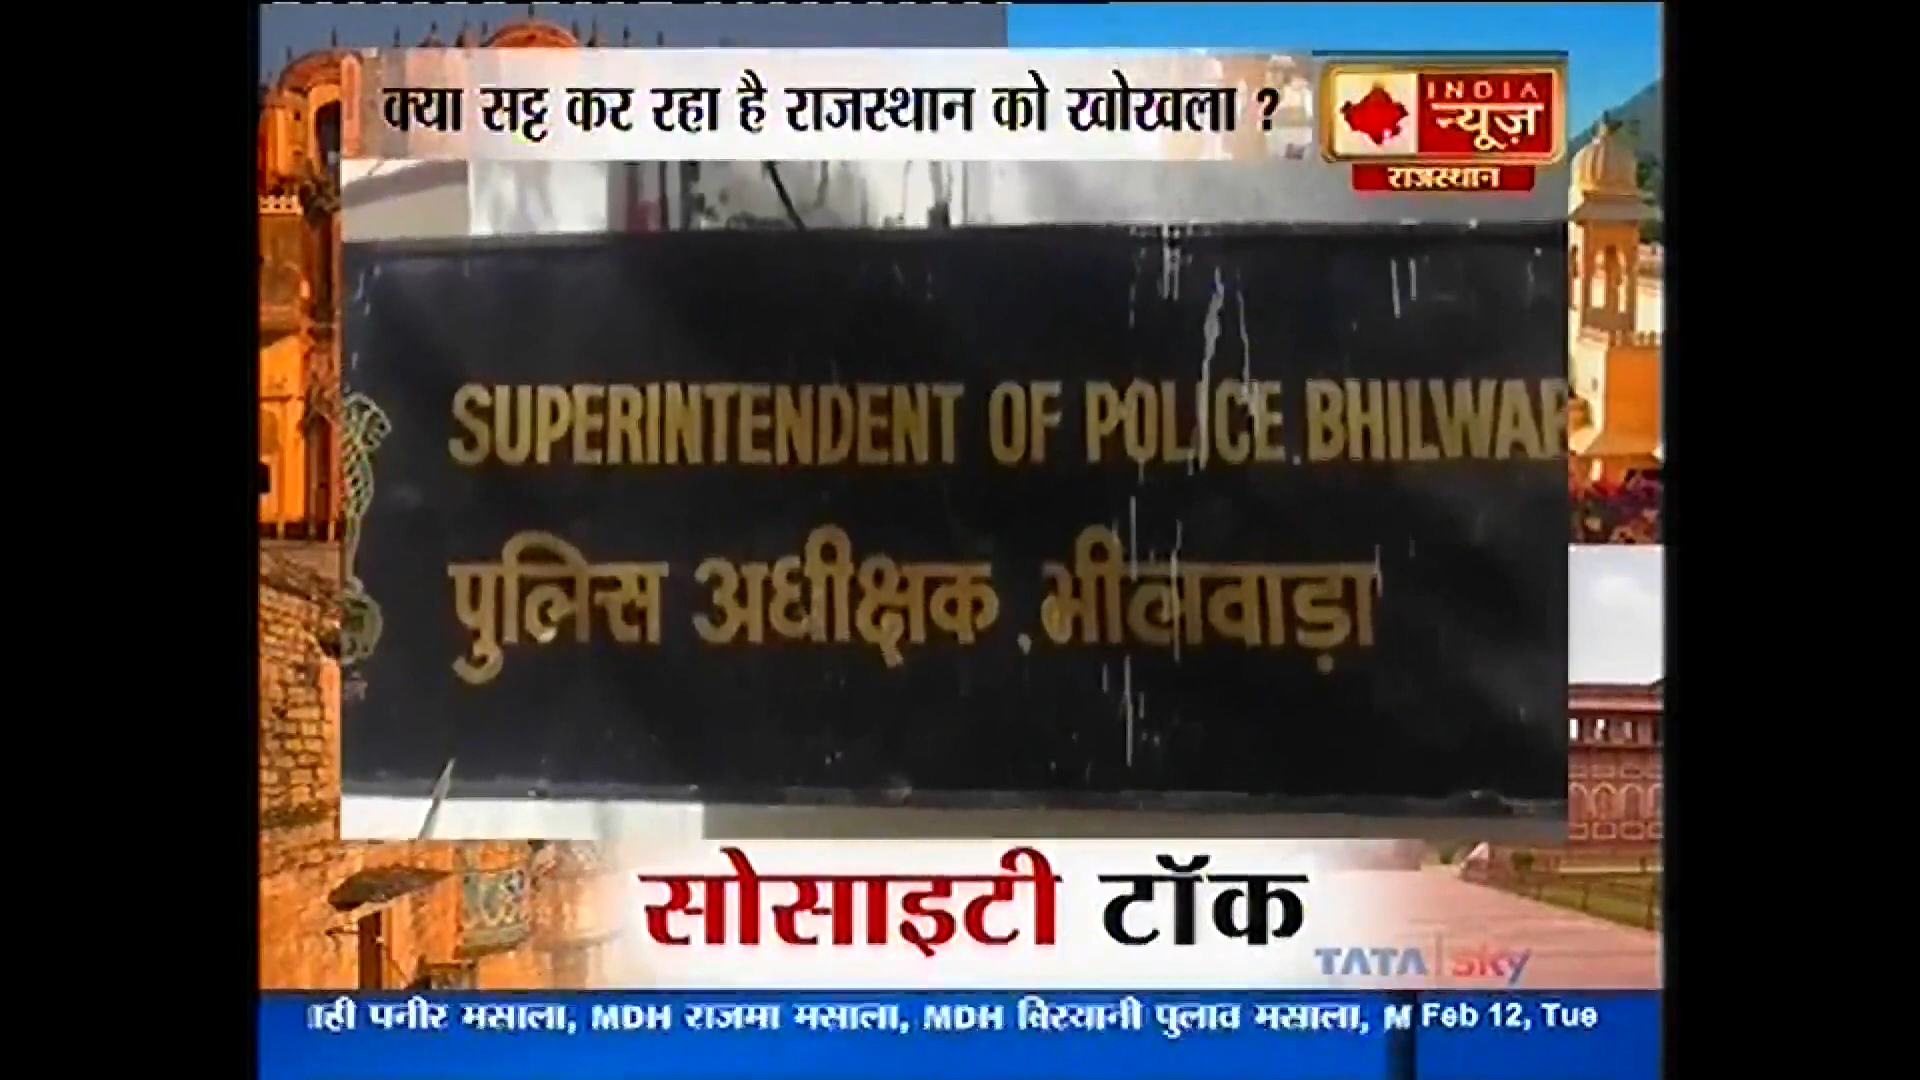 क्या सट्ट कर रहा है राजस्थान को खोखला ?
INDIA
न्यूज़
राजस्थान
SUPERINTENDENT OF POLICE, BHILWAR
पुलिस अधीक्षक, भीलवाड़ा
सोसाइटी टॉक
TATA Sky
ाही पनीर मसाला, MDH राजमा मसाला, MDH बिरयानी पुलाव मसाला, M Feb 12, Tue